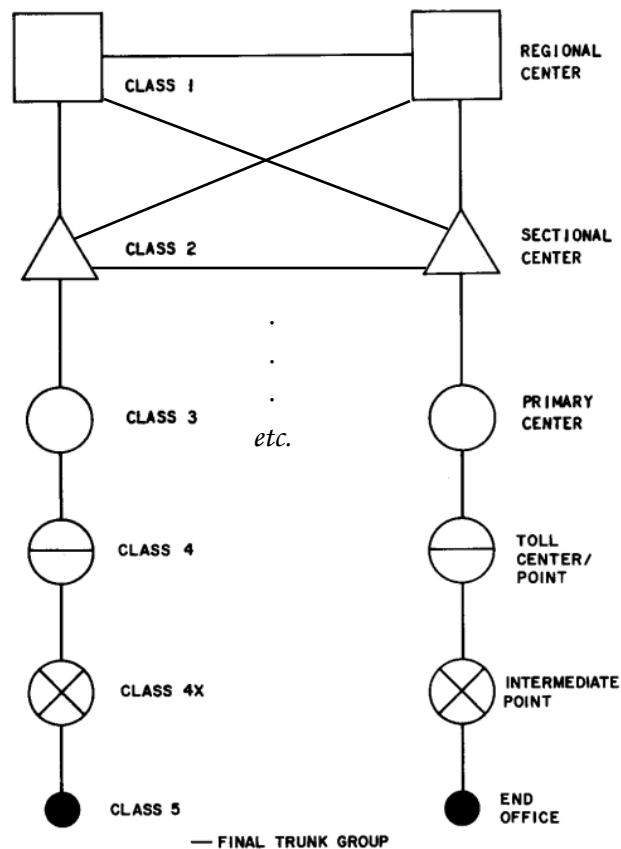 REGIONAL
CENTER
CLASS 1
SECTIONAL
CENTER
CLASS 2
.
.
.
etc.
CLASS 3
PRIMARY
CENTER
CLASS 4
TOLL
CENTER/
POINT
CLASS 4X
INTERMEDIATE
POINT
CLASS 5
END
OFFICE
— FINAL TRUNK GROUP